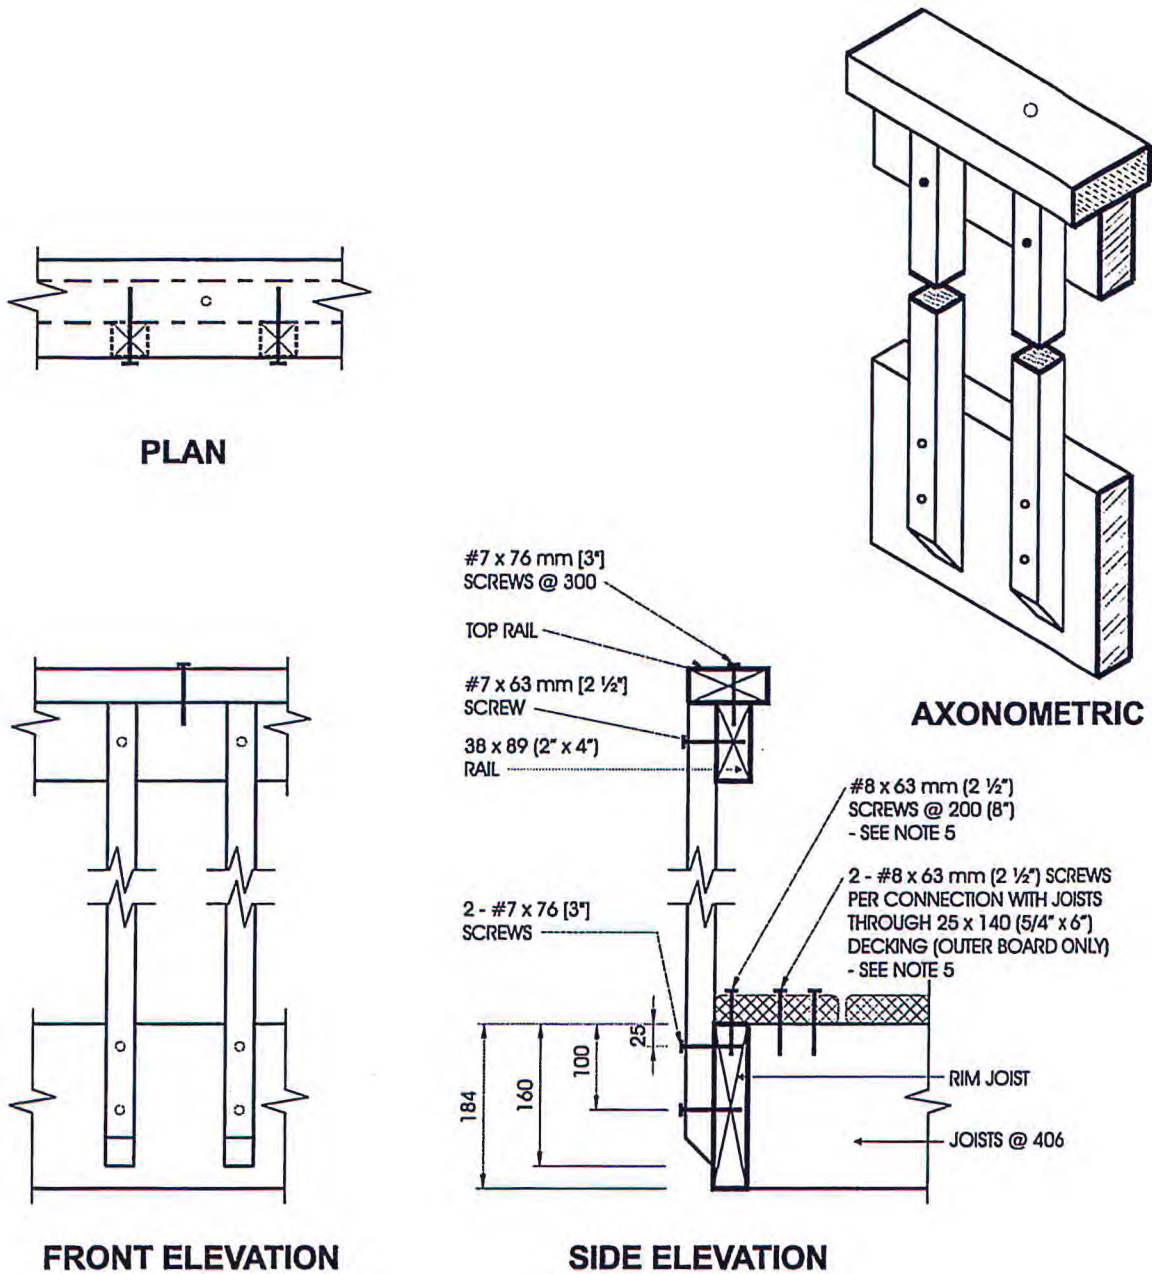 PLAN
#7 x 76 mm [3"]
SCREWS @ 300
TOP RAIL
#7 x 63 mm [2 ½"]
SCREW
38 x 89 (2" x 4")
RAIL
AXONOMETRIC
#8 x 63 mm (2 ½")
SCREWS @ 200 (8")
- SEE NOTE 5
2 - #8 x 63 mm (2 ½") SCREWS
PER CONNECTION WITH JOISTS
THROUGH 25 x 140 (5/4" x 6")
DECKING (OUTER BOARD ONLY)
- SEE NOTE 5
2 - #7 x 76 [3"]
SCREWS
25
100
160
184
RIM JOIST
JOISTS @ 406
FRONT ELEVATION
SIDE ELEVATION